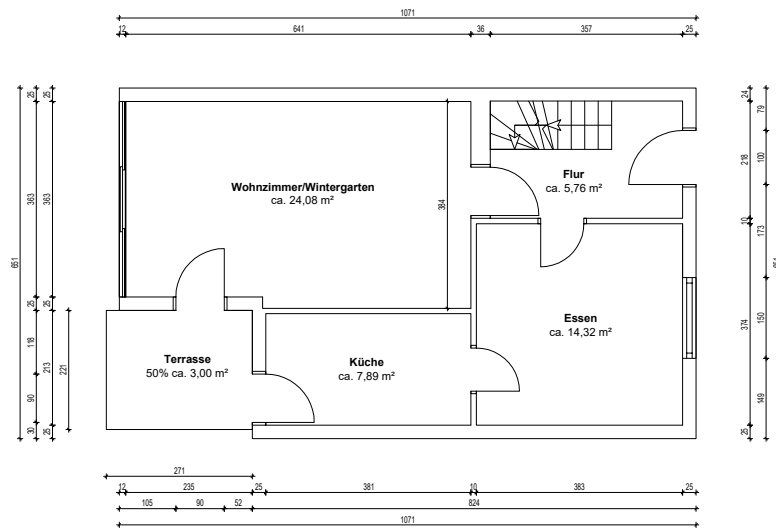 1071
12 641 36 357 25
25 25
24 79
651
363 363
218 100
Wohnzimmer/Wintergarten
ca. 24,08 m²
384
Flur
ca. 5,76 m²
10 173
25 25
118 213 221
90
30 25
Terrasse
50% ca. 3,00 m²
Küche
ca. 7,89 m²
Essen
ca. 14,32 m²
374 150
149
25
271
12 235 25 381 10 383 25
105 90 52 824
1071